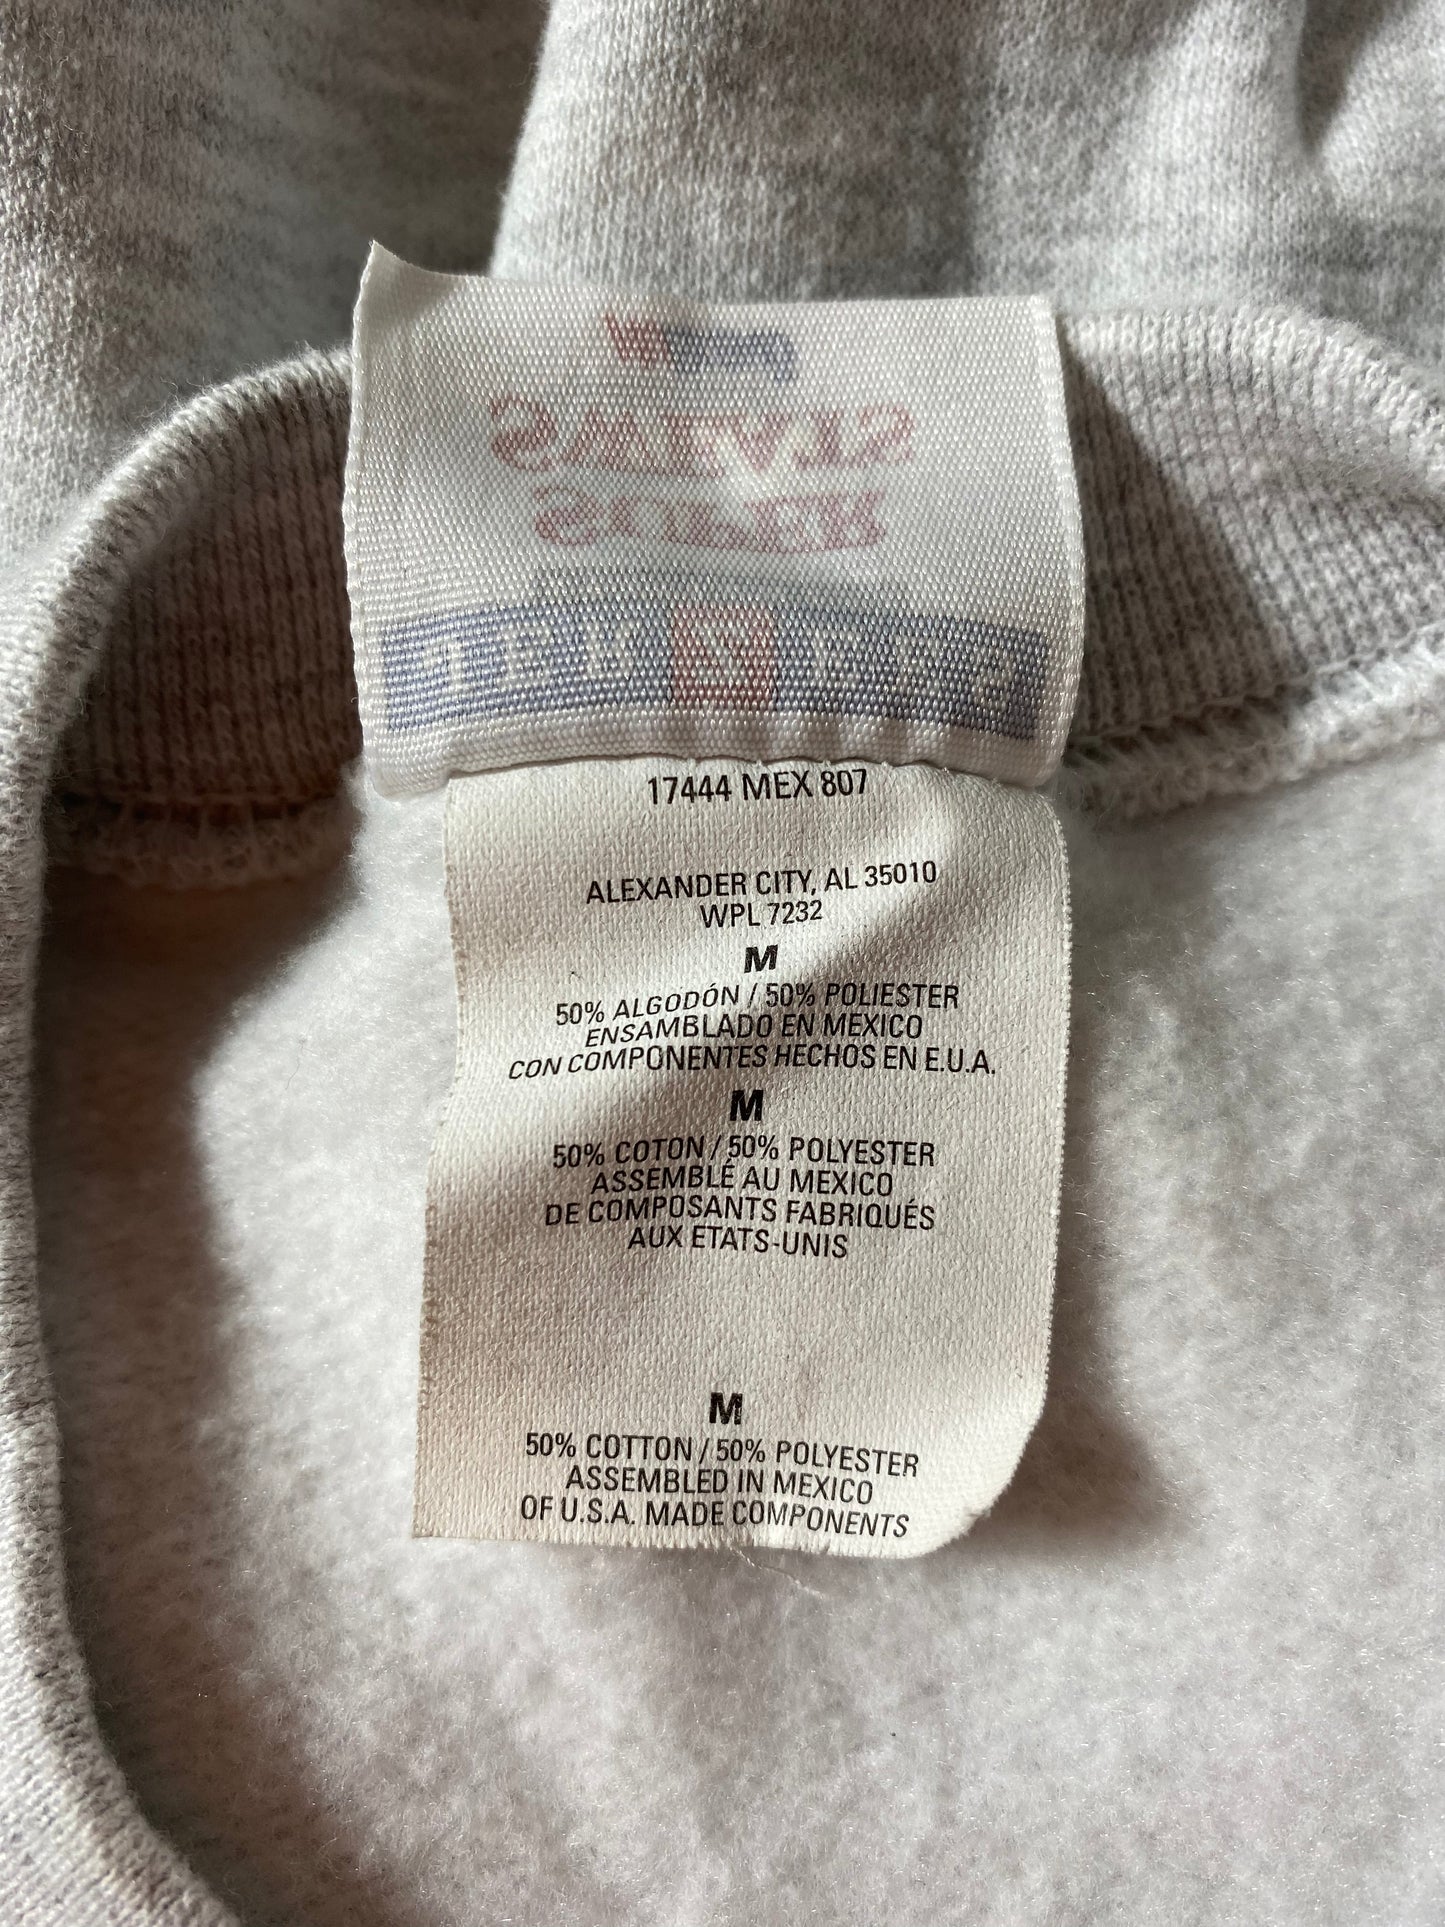 17444 MEX 807
ALEXANDER CITY, AL 35010
WPL 7232
M
50% ALGODÓN / 50% POLIESTER
ENSAMBLADO EN MEXICO
CON COMPONENTES HECHOS EN E.U.A.
M
50% COTON / 50% POLYESTER
ASSEMBLÉ AU MEXICO
DE COMPOSANTS FABRIQUÉS
AUX ETATS-UNIS
M
50% COTTON / 50% POLYESTER
ASSEMBLED IN MEXICO
OF U.S.A. MADE COMPONENTS